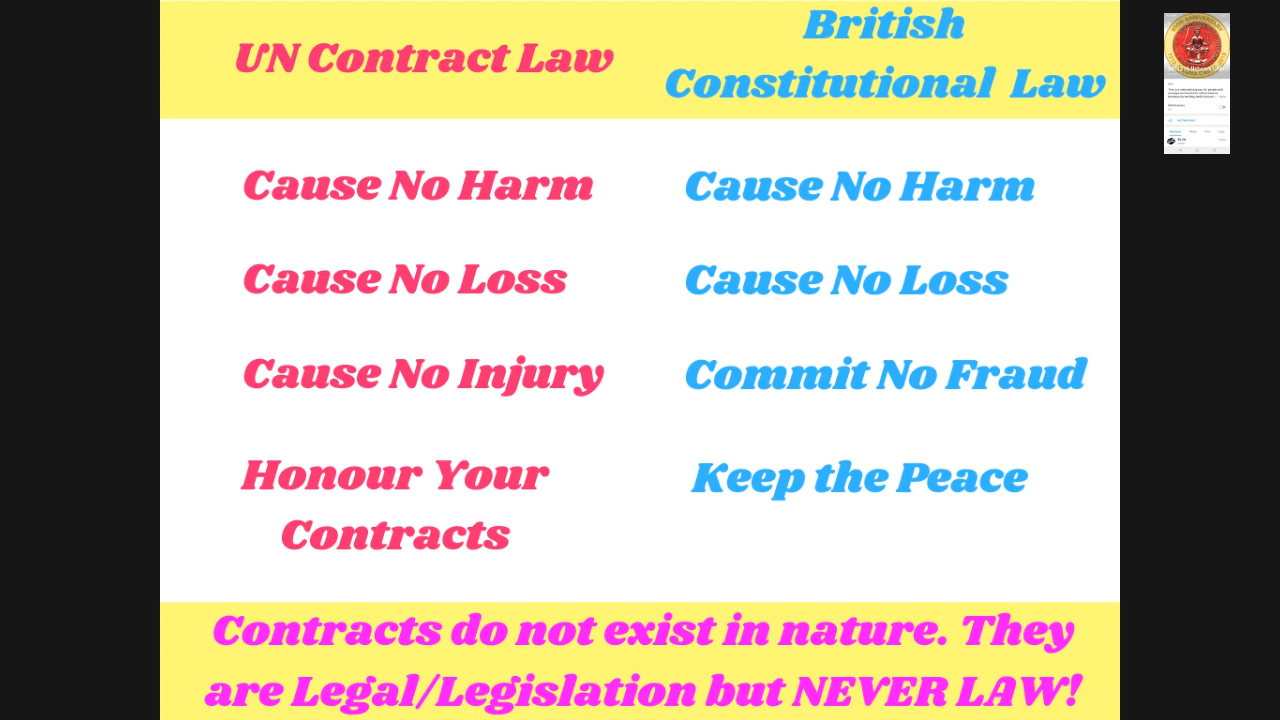 UN Contract Law
British
Constitutional Law
Cause No Harm
Cause No Harm
Cause No Loss
Cause No Loss
Cause No Injury
Commit No Fraud
Honour Your
Contracts
Keep the Peace
Contracts do not exist in nature. They
are Legal/Legislation but NEVER LAW!